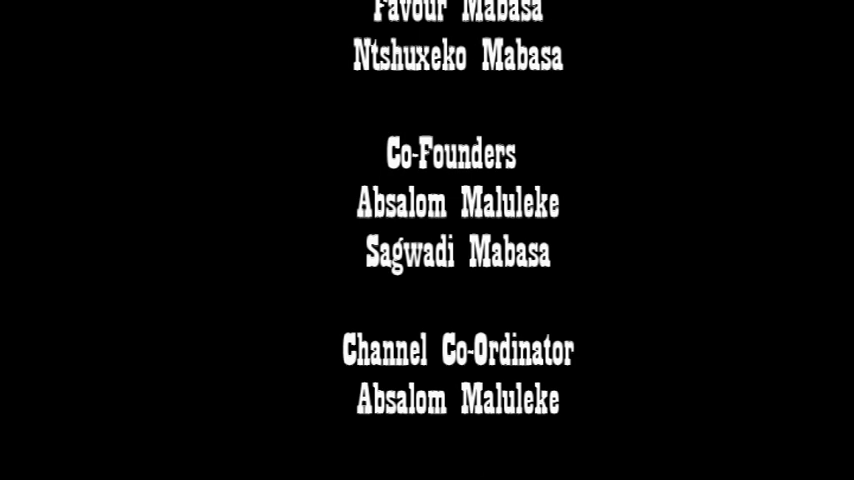 Favour Mabasa
Ntshuxeko Mabasa
Co-Founders
Absalom Maluleke
Sagwadi Mabasa
Channel Co-Ordinator
Absalom Maluleke